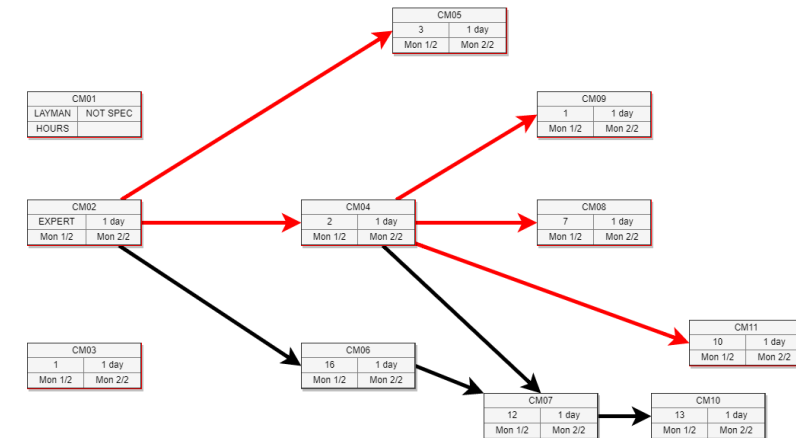 CM05
3 1 day
Mon 1/2 Mon 2/2
CM01
LAYMAN NOT SPEC
HOURS
CM09
1 1 day
Mon 1/2 Mon 2/2
CM02
EXPERT 1 day
Mon 1/2 Mon 2/2
CM04
2 1 day
Mon 1/2 Mon 2/2
CM08
7 1 day
Mon 1/2 Mon 2/2
CM11
10 1 day
Mon 1/2 Mon 2/2
CM03
1 1 day
Mon 1/2 Mon 2/2
CM06
16 1 day
Mon 1/2 Mon 2/2
CM07
12 1 day
Mon 1/2 Mon 2/2
CM10
13 1 day
Mon 1/2 Mon 2/2